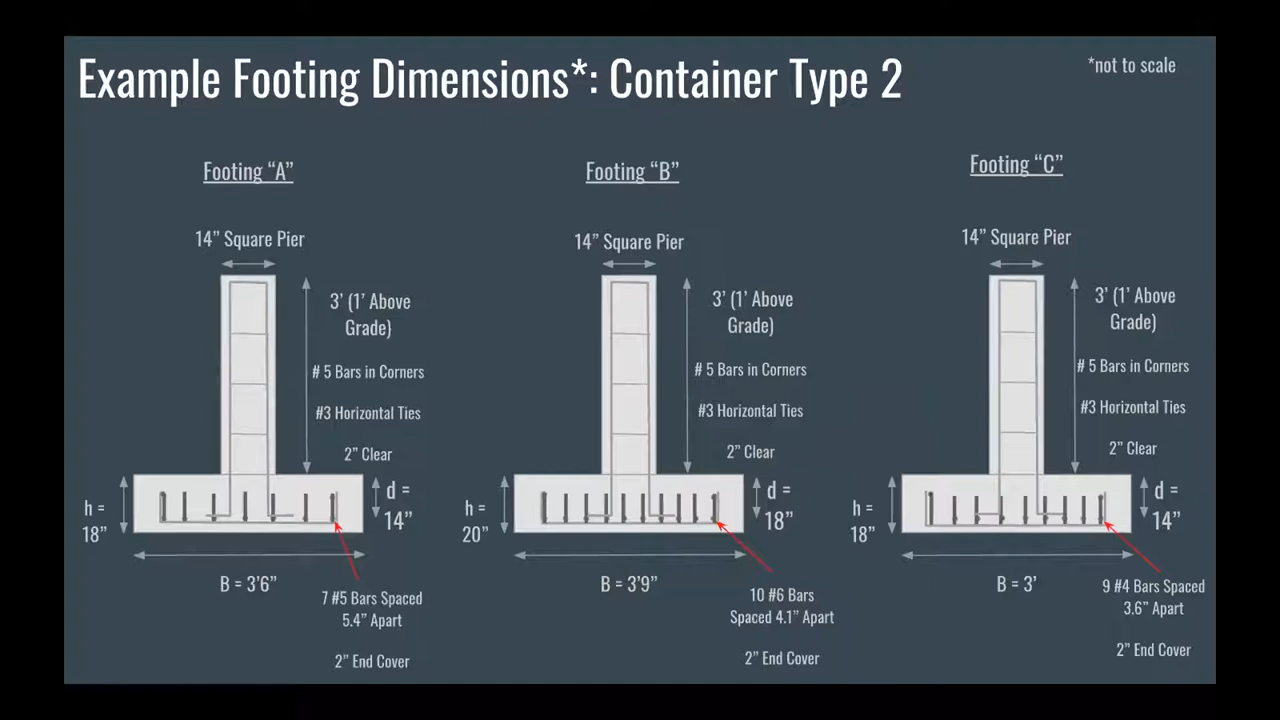 Example Footing Dimensions*: Container Type 2
*not to scale
Footing “A”
14” Square Pier
3’ (1’ Above
Grade)
# 5 Bars in Corners
#3 Horizontal Ties
2” Clear
h =
18”
d =
14”
B = 3’6”
7 #5 Bars Spaced
5.4” Apart
2” End Cover
Footing “B”
14” Square Pier
3’ (1’ Above
Grade)
# 5 Bars in Corners
#3 Horizontal Ties
2” Clear
h =
20”
d =
18”
B = 3’9”
10 #6 Bars
Spaced 4.1” Apart
2” End Cover
Footing “C”
14” Square Pier
3’ (1’ Above
Grade)
# 5 Bars in Corners
#3 Horizontal Ties
2” Clear
h =
18”
d =
14”
B = 3’
9 #4 Bars Spaced
3.6” Apart
2” End Cover